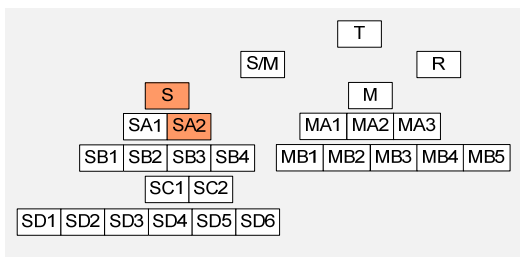 T
S/M R
S M
SA1 SA2 MA1 MA2 MA3
SB1 SB2 SB3 SB4 MB1 MB2 MB3 MB4 MB5
SC1 SC2
SD1 SD2 SD3 SD4 SD5 SD6